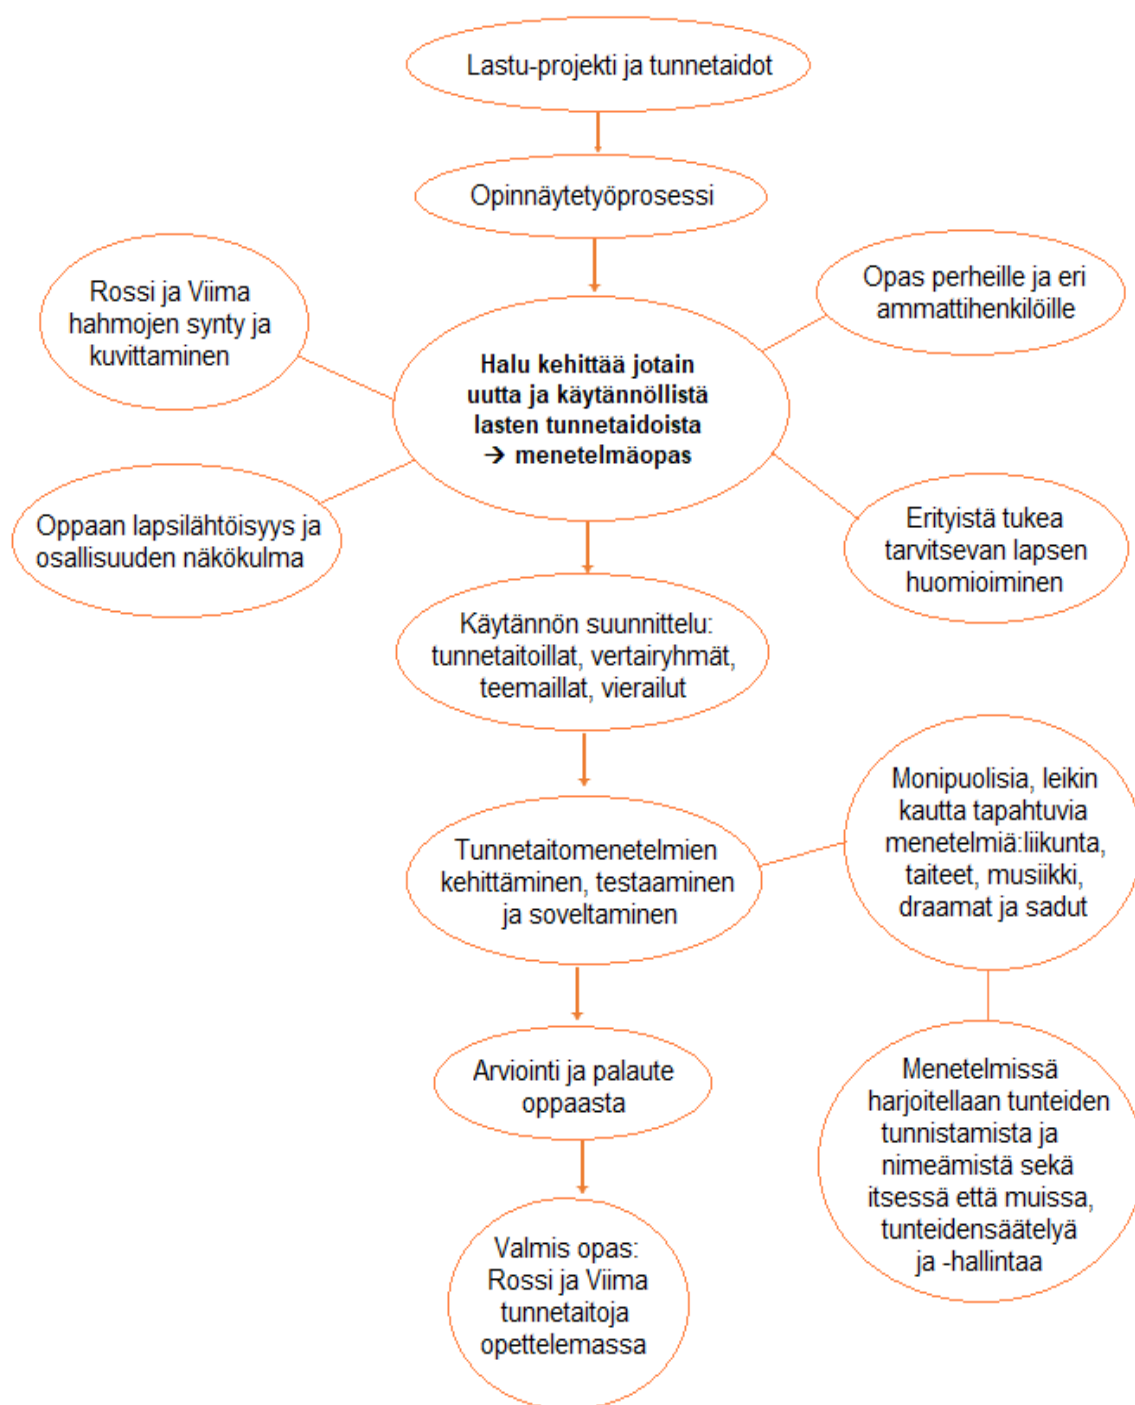 Lastu-projekti ja tunnetaidot
Opinnäytetyöprosessi
Rossi ja Viima
hahmojen synty ja
kuvittaminen
Opas perheille ja eri
ammattihenkilöille
Halu kehittää jotain
uutta ja käytännöllistä
lasten tunnetaidoista
→ menetelmäopas
Oppaan lapsilähtöisyys ja
osallisuuden näkökulma
Erityistä tukea
tarvitsevan lapsen
huomioiminen
Käytännön suunnittelu:
tunnetaitoillat, vertairyhmät,
teemaillat, vierailut
Monipuolisia, leikin
kautta tapahtuvia
menetelmiä:liikunta,
taiteet, musiikki,
draamat ja sadut
Tunnetaitomenetelmien
kehittäminen, testaaminen
ja soveltaminen
Arviointi ja palaute
oppaasta
Menetelmissä
harjoitellaan tunteiden
tunnistamista ja
nimeämistä sekä
itsessä että muissa,
tunteidensäätelyä
ja -hallintaa
Valmis opas:
Rossi ja Viima
tunnetaitoja
opettelemassa